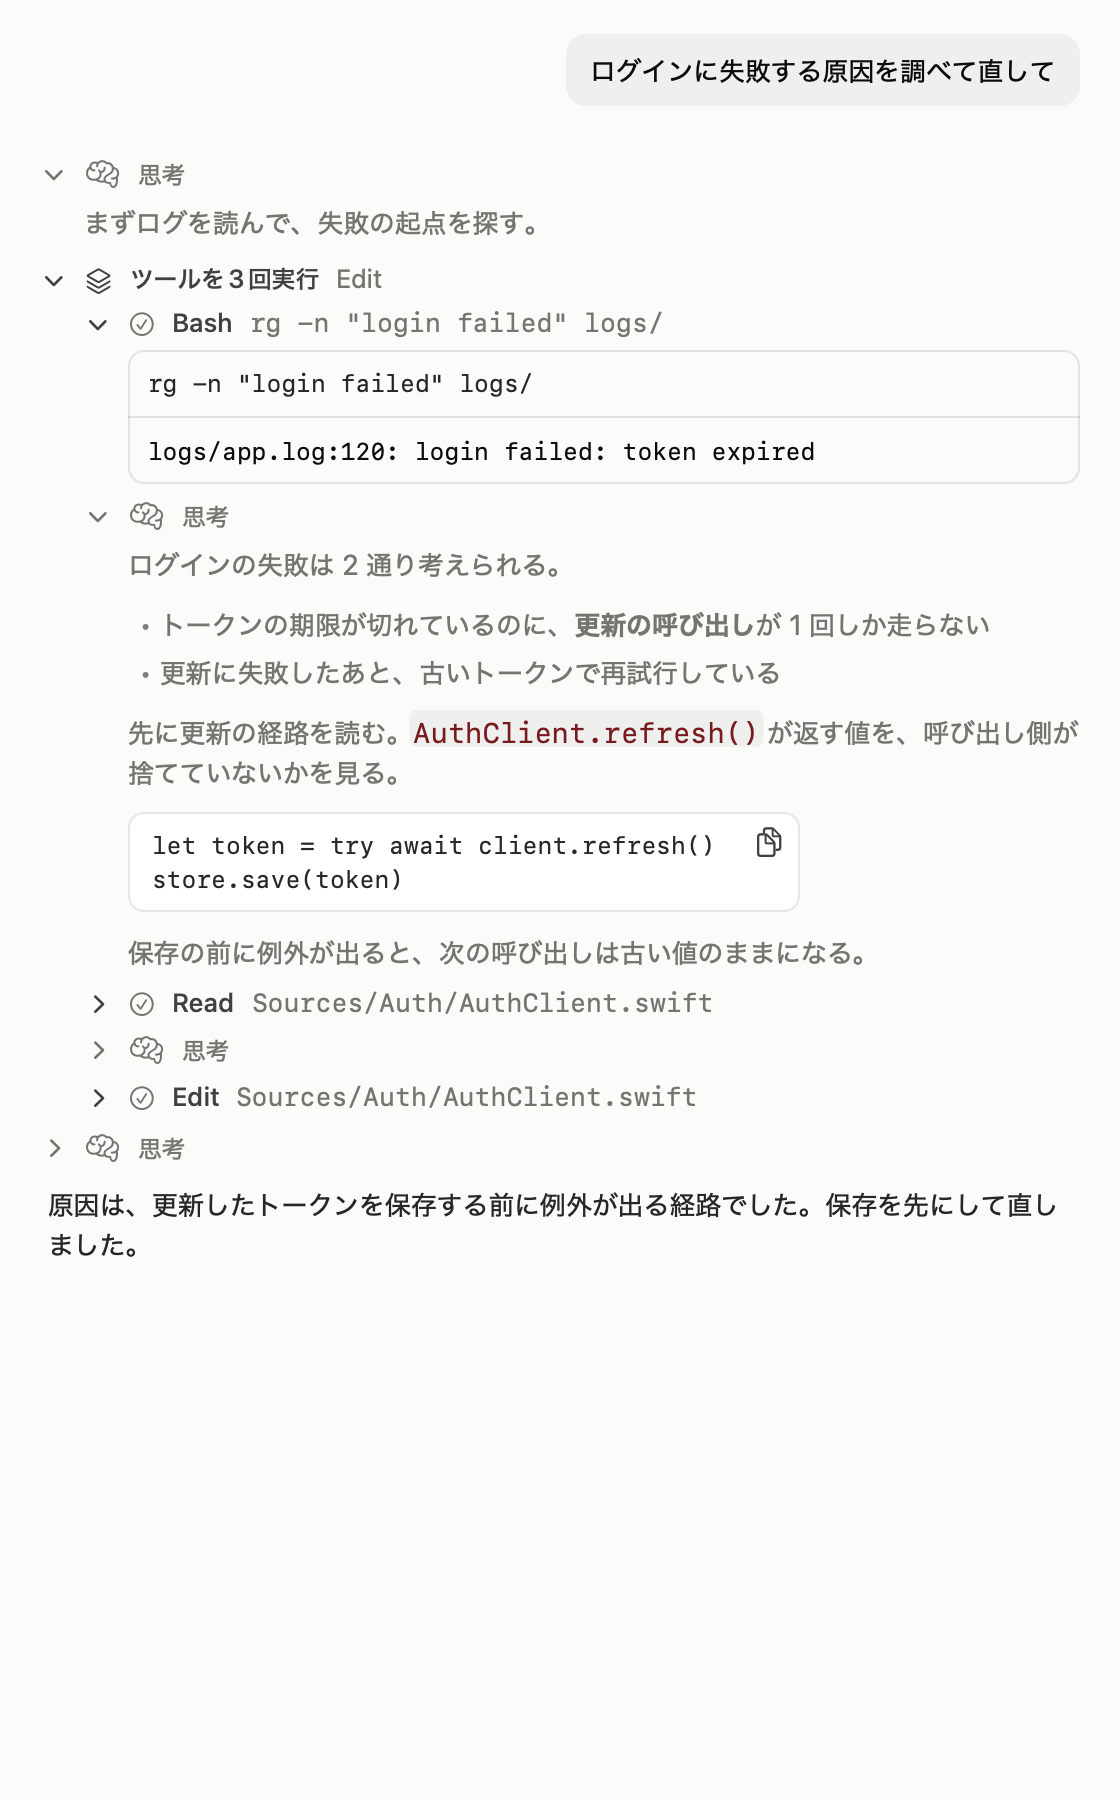 ログインに失敗する原因を調べて直して
思考
まずログを読んで、失敗の起点を探す。
ツールを3回実行 Edit
Bash rg -n "login failed" logs/
rg -n "login failed" logs/
logs/app.log:120: login failed: token expired
思考
ログインの失敗は 2 通り考えられる。
・トークンの期限が切れているのに、更新の呼び出しが 1 回しか走らない
・更新に失敗したあと、古いトークンで再試行している
先に更新の経路を読む。AuthClient.refresh()が返す値を、呼び出し側が
捨てていないかを見る。
let token = try await client.refresh()
store.save(token)
保存の前に例外が出ると、次の呼び出しは古い値のままになる。
Read Sources/Auth/AuthClient.swift
思考
Edit Sources/Auth/AuthClient.swift
思考
原因は、更新したトークンを保存する前に例外が出る経路でした。保存を先にして直し
ました。